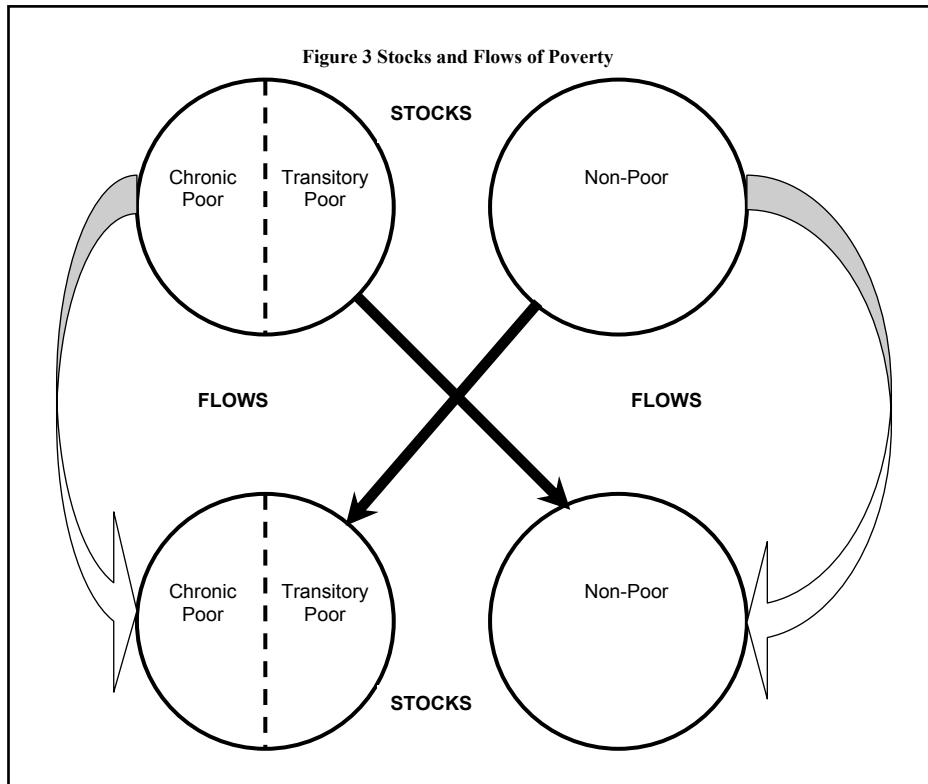 Figure 3 Stocks and Flows of Poverty
STOCKS
Chronic
Poor
Transitory
Poor
Non-Poor
FLOWS
FLOWS
Chronic
Poor
Transitory
Poor
Non-Poor
STOCKS